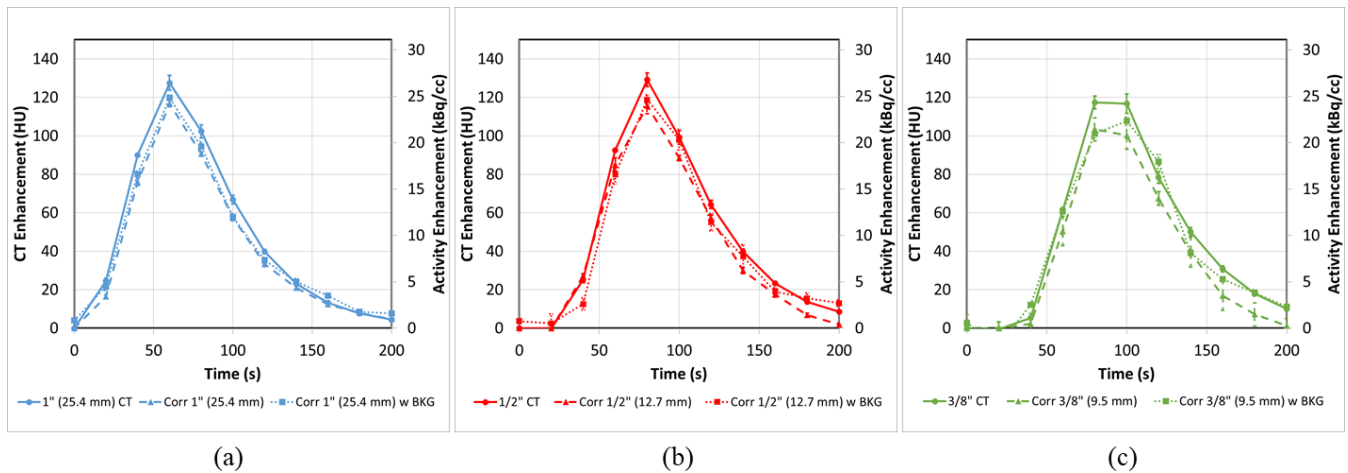 CT Enhancement (HU)
140
120
100
80
60
40
20
0
30
25
20
15
10
5
0
Activity Enhancement (kBq/cc)
0 50 100 150 200
Time (s)
1" (25.4 mm) CT Corr 1" (25.4 mm) Corr 1" (25.4 mm) w BKG
(a)
CT Enhancement (HU)
140
120
100
80
60
40
20
0
30
25
20
15
10
5
0
Activity Enhancement (kBq/cc)
0 50 100 150 200
Time (s)
1/2" CT Corr 1/2" (12.7 mm) Corr 1/2" (12.7 mm) w BKG
(b)
CT Enhancement (HU)
140
120
100
80
60
40
20
0
30
25
20
15
10
5
0
Activity Enhancement (kBq/cc)
0 50 100 150 200
Time (s)
3/8" CT Corr 3/8" (9.5 mm) Corr 3/8" (9.5 mm) w BKG
(c)